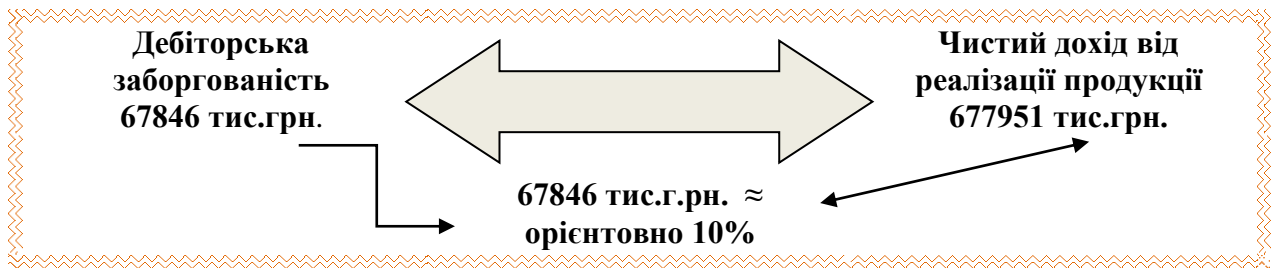 Дебіторська
заборгованість
67846 тис.грн.
Чистий дохід від
реалізації продукції
677951 тис.грн.
67846 тис.г.рн. ≈
орієнтовно 10%